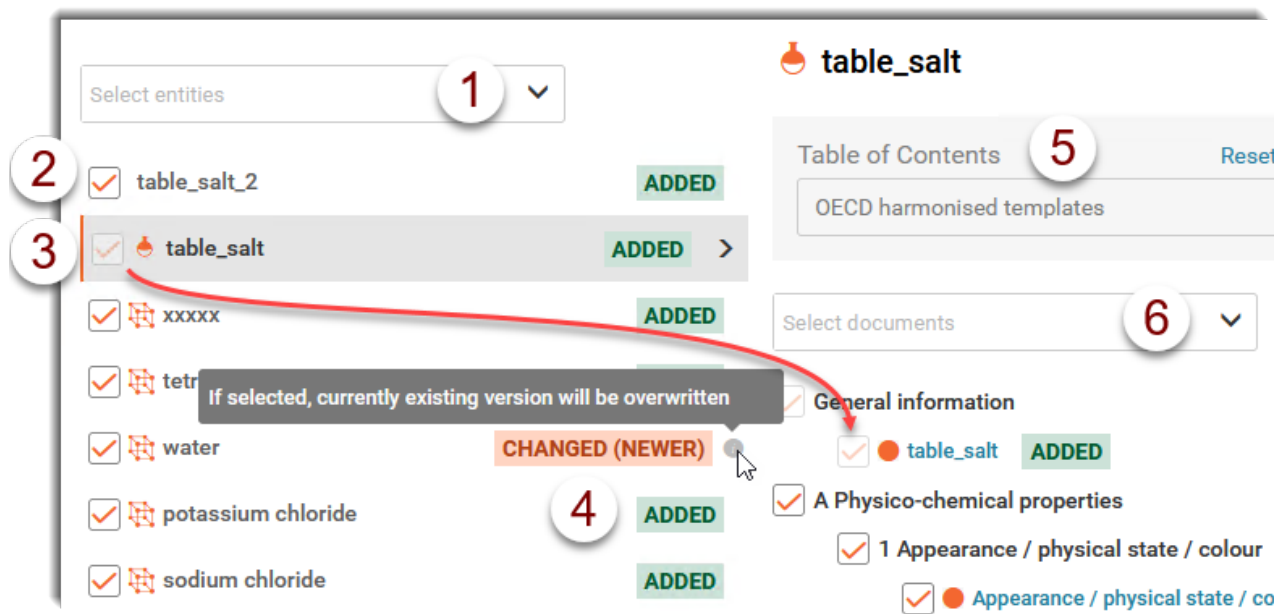 Select entities
1
2
table_salt_2
ADDED
3
table_salt
ADDED
xxxxx
ADDED
tetr
If selected, currently existing version will be overwritten
water
CHANGED (NEWER)
4
potassium chloride
ADDED
sodium chloride
ADDED
table_salt
Table of Contents
5
Reset
OECD harmonised templates
Select documents
6
General information
table_salt
ADDED
A Physico-chemical properties
1 Appearance / physical state / colour
Appearance / physical state / co